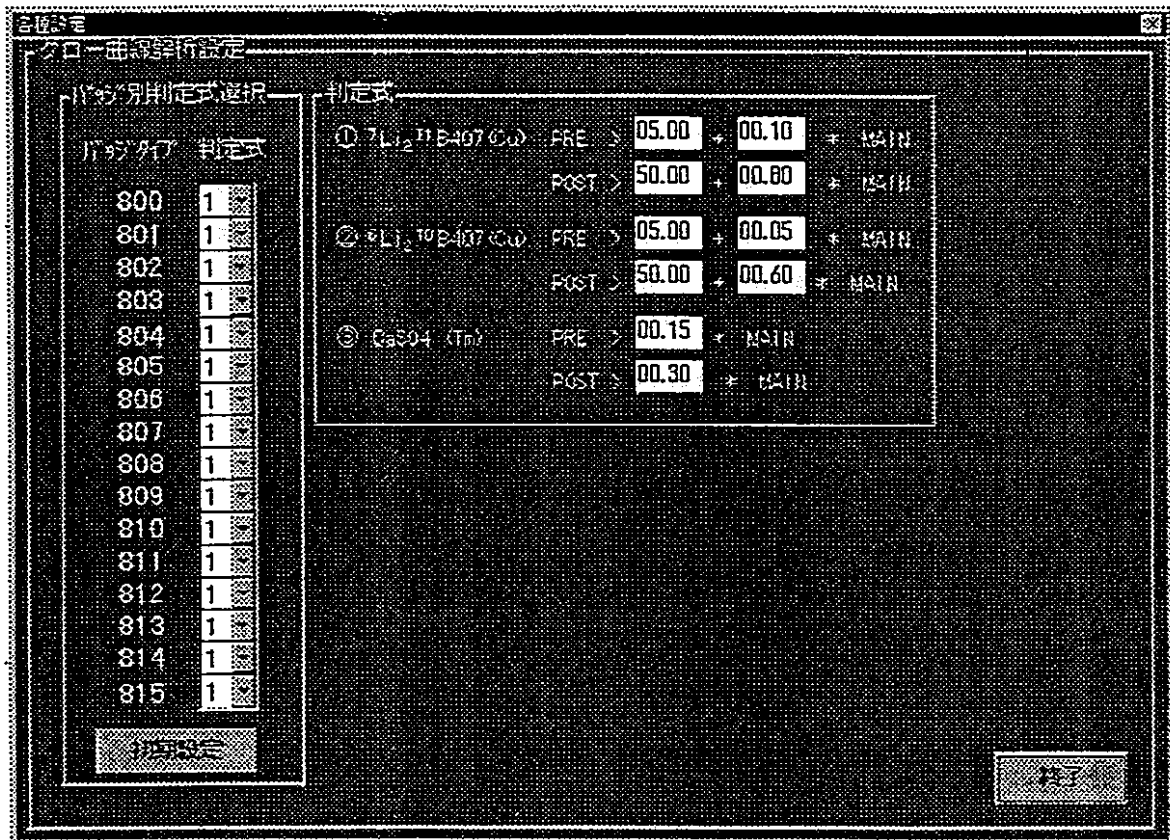 各種設定
グロー曲線解析設定
バッジ別判定式選択
バッジタイプ 判定式
800 1
801 1
802 1
803 1
804 1
805 1
806 1
807 1
808 1
809 1
810 1
811 1
812 1
813 1
814 1
815 1
初期設定
判定式
① ⁷Li₂¹¹B4O7(Cu) PRE > 05.00 + 00.10 * MAIN
POST > 50.00 + 00.80 * MAIN
② ⁶Li₂¹⁰B4O7(Cu) PRE > 05.00 + 00.05 * MAIN
POST > 50.00 + 00.60 * MAIN
③ CaSO4 (Tm) PRE > 00.15 * MAIN
POST > 00.30 * MAIN
終了